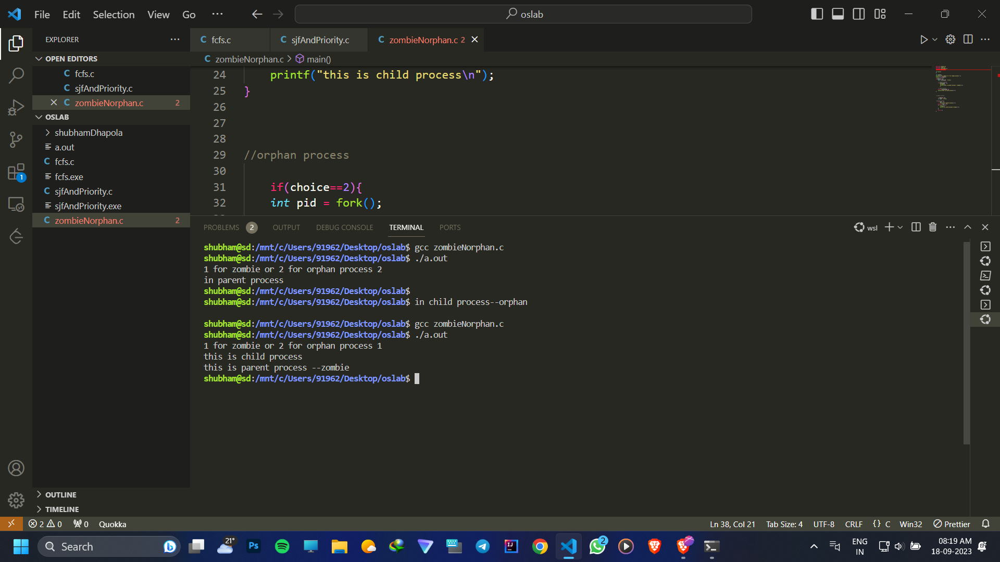 File Edit Selection View Go ··· oslab
EXPLORER
OPEN EDITORS
fcfs.c
sjfAndPriority.c
zombieNorphan.c 2
OSLAB
shubhamDhapola
a.out
fcfs.c
fcfs.exe
sjfAndPriority.c
sjfAndPriority.exe
zombieNorphan.c 2
OUTLINE
TIMELINE
fcfs.c sjfAndPriority.c zombieNorphan.c 2
zombieNorphan.c > main()
24 printf("this is child process\n");
25 }
26
27
28
29 //orphan process
30
31 if(choice==2){
32 int pid = fork();
PROBLEMS 2 OUTPUT DEBUG CONSOLE TERMINAL PORTS wsl
shubham@sd:/mnt/c/Users/91962/Desktop/oslab$ gcc zombieNorphan.c
shubham@sd:/mnt/c/Users/91962/Desktop/oslab$ ./a.out
1 for zombie or 2 for orphan process 2
in parent process
shubham@sd:/mnt/c/Users/91962/Desktop/oslab$
shubham@sd:/mnt/c/Users/91962/Desktop/oslab$ in child process--orphan
shubham@sd:/mnt/c/Users/91962/Desktop/oslab$ gcc zombieNorphan.c
shubham@sd:/mnt/c/Users/91962/Desktop/oslab$ ./a.out
1 for zombie or 2 for orphan process 1
this is child process
this is parent process --zombie
shubham@sd:/mnt/c/Users/91962/Desktop/oslab$
1
2 0 0 Quokka Ln 38, Col 21 Tab Size: 4 UTF-8 CRLF {} C Win32 Prettier
Search 21° Ps IJ 2 ENG IN 08:19 AM 18-09-2023